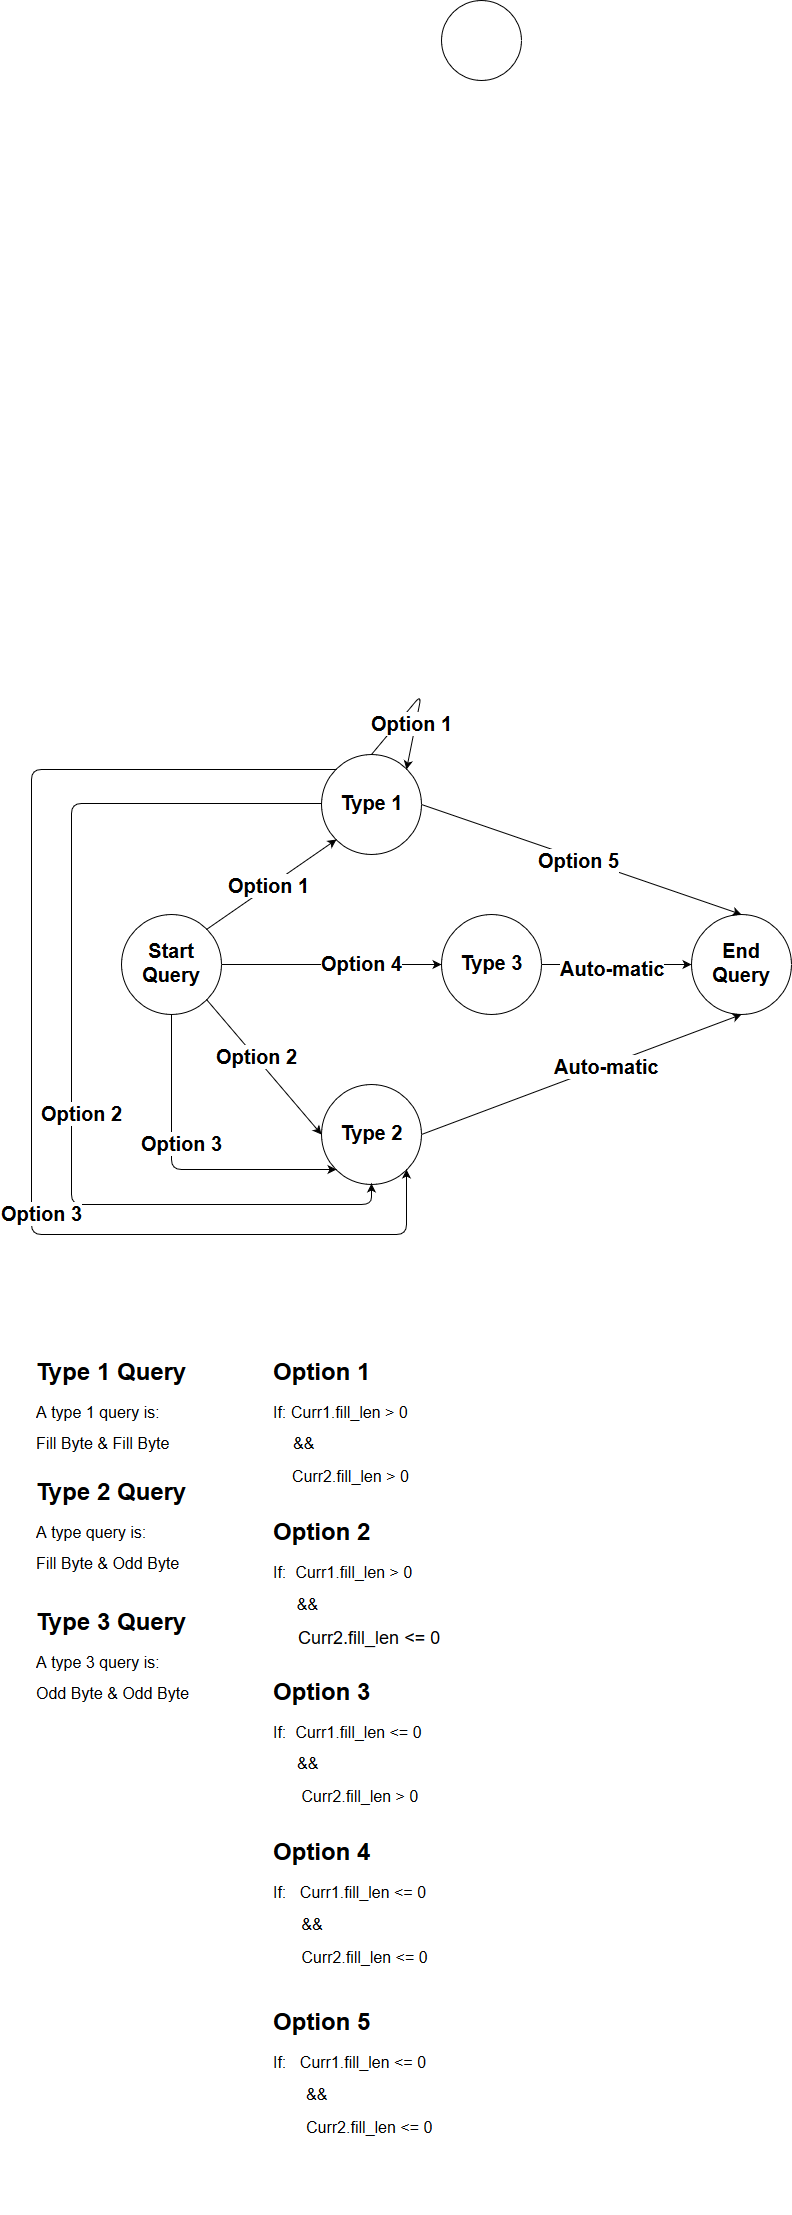 Option 1
Type 1
Option 5
Option 1
Start
Query
Option 4
Type 3
Auto-matic
End
Query
Option 2
Auto-matic
Option 2
Type 2
Option 3
Option 3
Type 1 Query
A type 1 query is:
Fill Byte & Fill Byte
Type 2 Query
A type query is:
Fill Byte & Odd Byte
Type 3 Query
A type 3 query is:
Odd Byte & Odd Byte
Option 1
If: Curr1.fill_len > 0
&&
Curr2.fill_len > 0
Option 2
If: Curr1.fill_len > 0
&&
Curr2.fill_len <= 0
Option 3
If: Curr1.fill_len <= 0
&&
Curr2.fill_len > 0
Option 4
If: Curr1.fill_len <= 0
&&
Curr2.fill_len <= 0
Option 5
If: Curr1.fill_len <= 0
&&
Curr2.fill_len <= 0